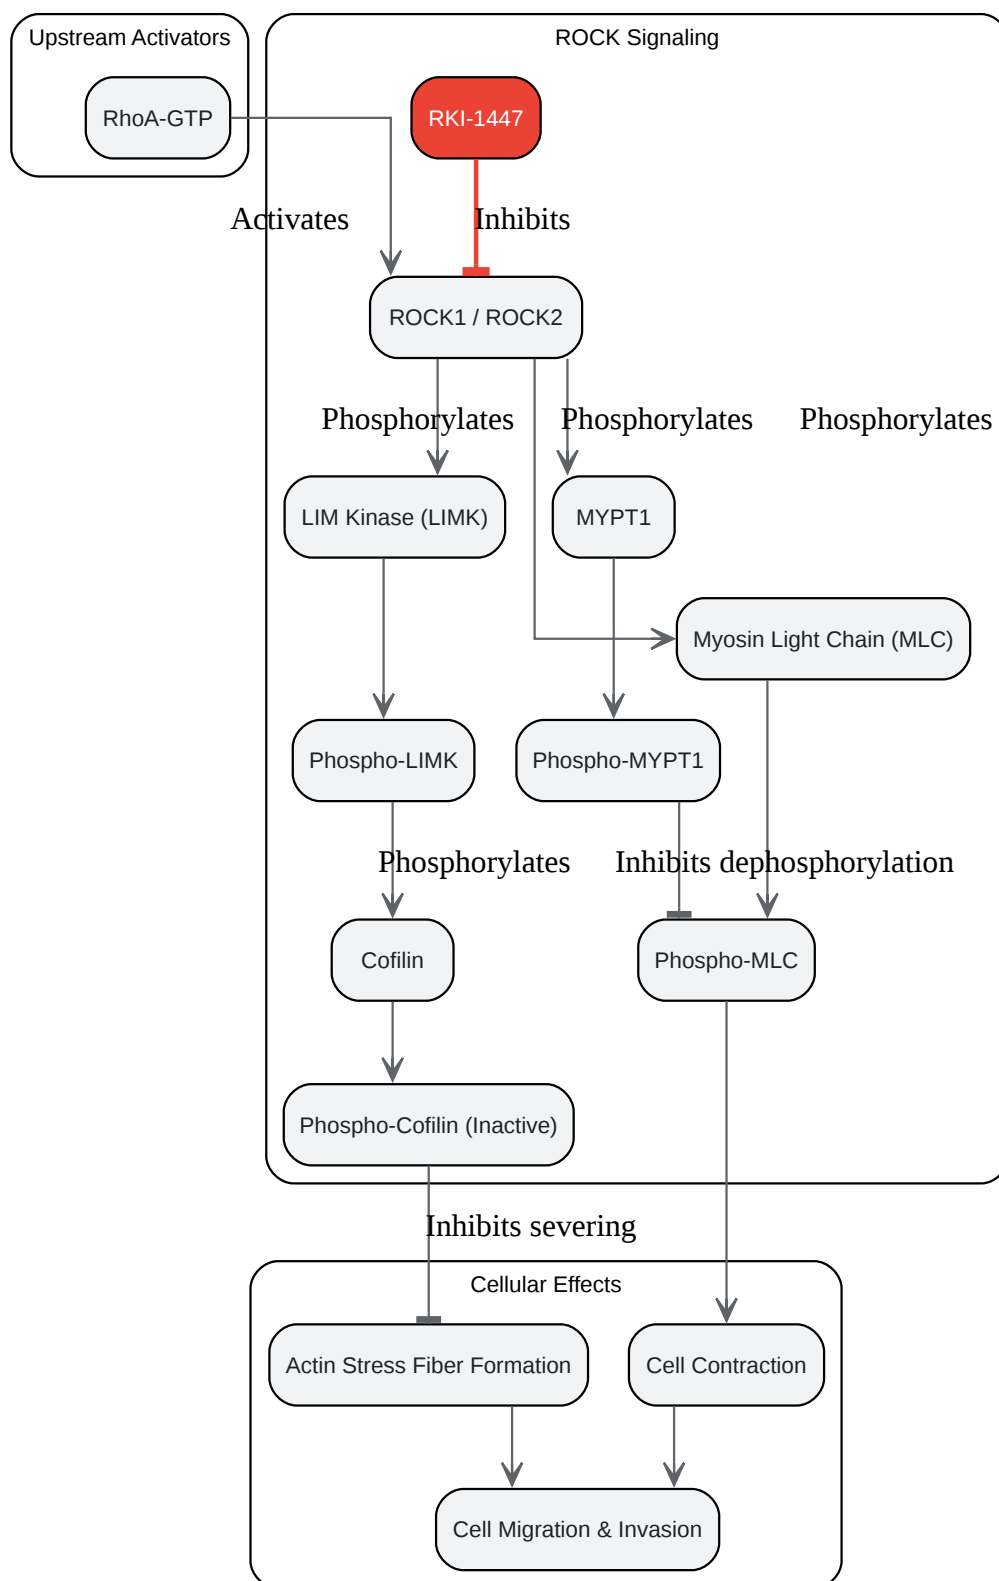 Upstream Activators
ROCK Signaling
RhoA-GTP
RKI-1447
Activates
Inhibits
ROCK1 / ROCK2
Phosphorylates
Phosphorylates
Phosphorylates
LIM Kinase (LIMK)
MYPT1
Myosin Light Chain (MLC)
Phospho-LIMK
Phospho-MYPT1
Phosphorylates
Inhibits dephosphorylation
Cofilin
Phospho-MLC
Phospho-Cofilin (Inactive)
Inhibits severing
Cellular Effects
Actin Stress Fiber Formation
Cell Contraction
Cell Migration & Invasion